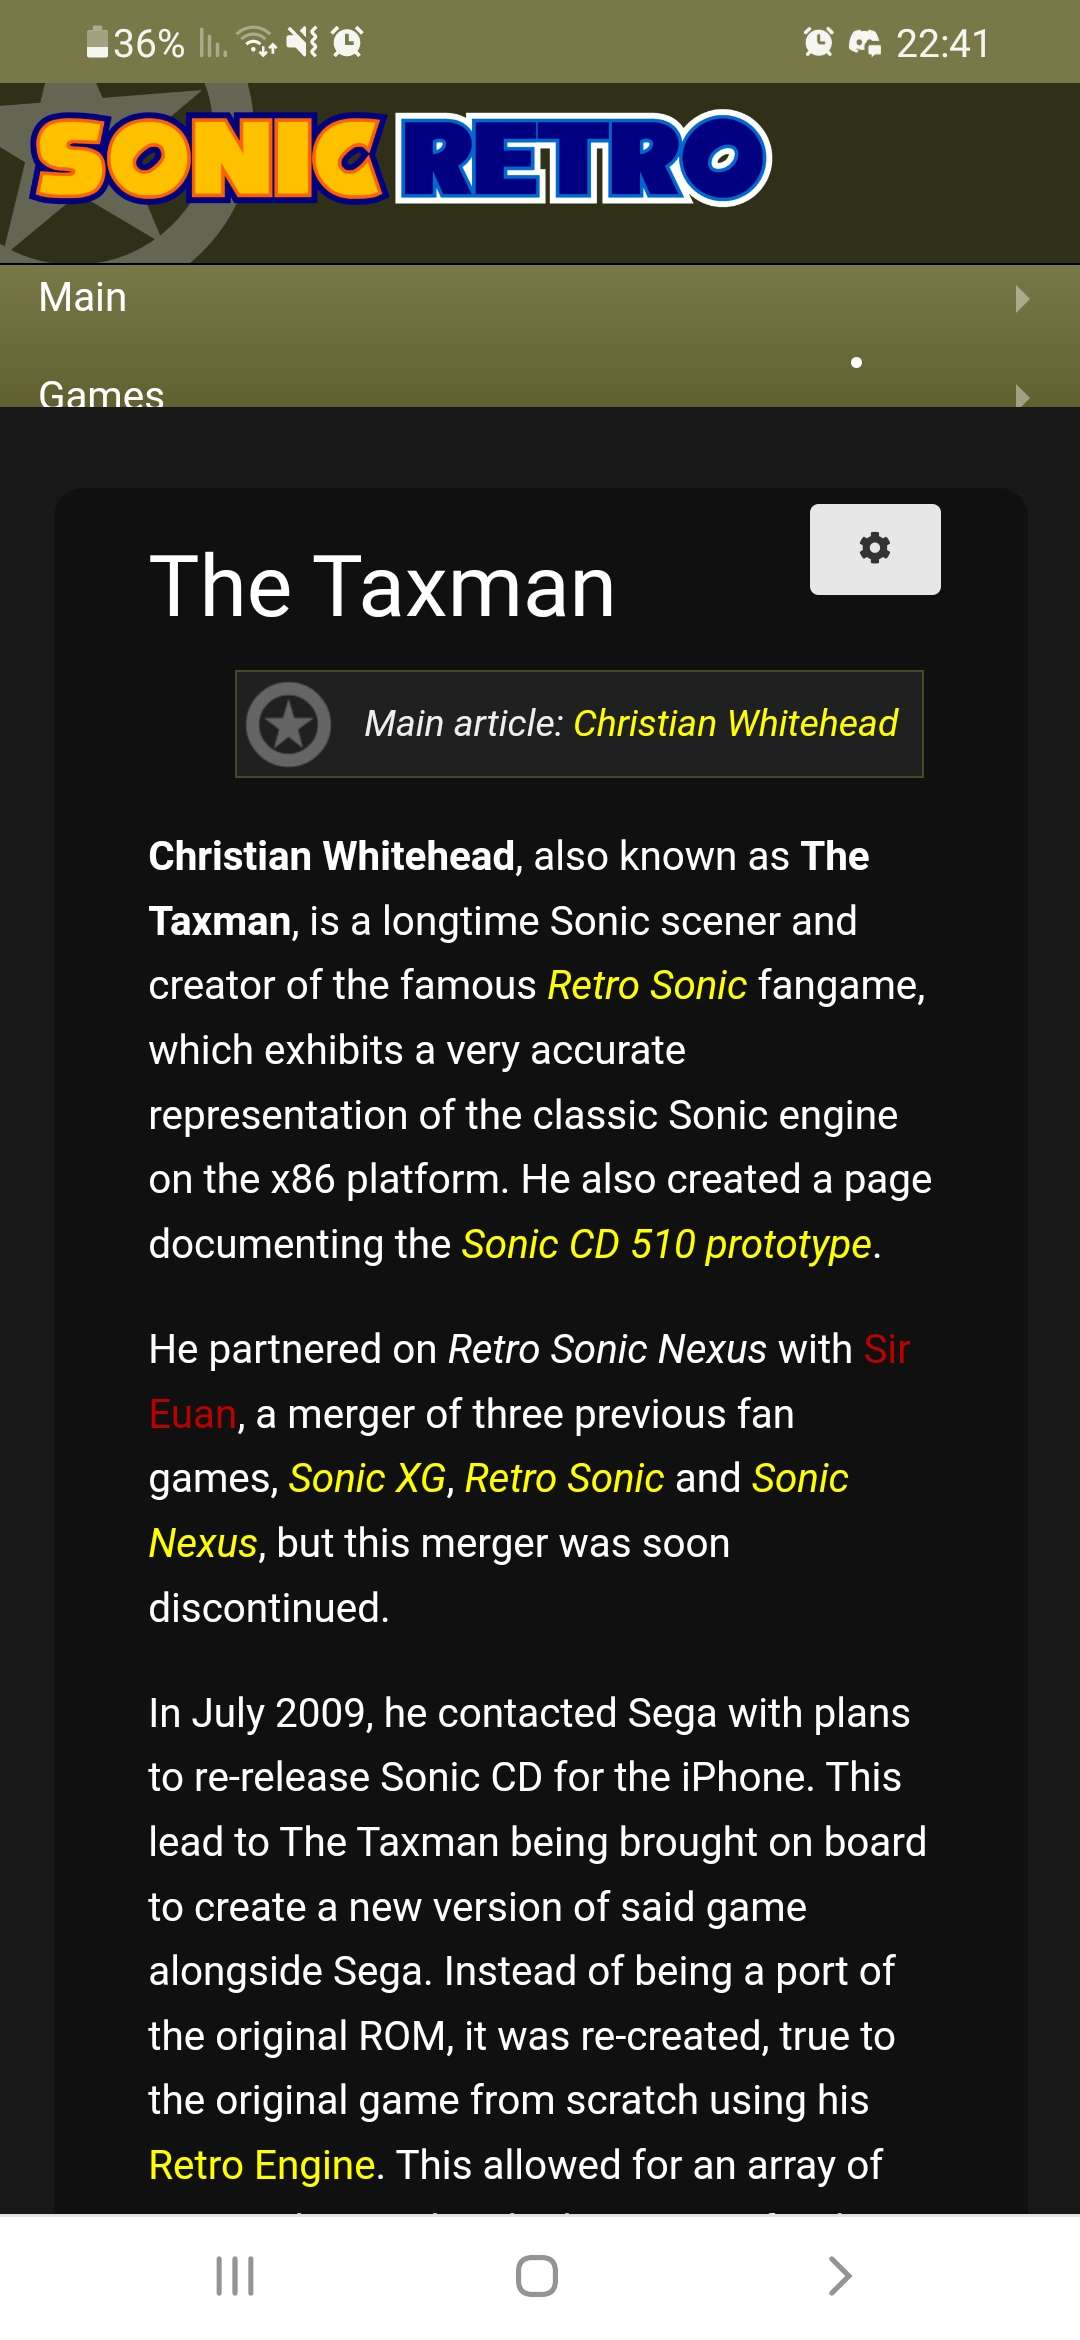 36%
22:41
SONIC RETRO
Main
Games
The Taxman
Main article: Christian Whitehead
Christian Whitehead, also known as The
Taxman, is a longtime Sonic scener and
creator of the famous Retro Sonic fangame,
which exhibits a very accurate
representation of the classic Sonic engine
on the x86 platform. He also created a page
documenting the Sonic CD 510 prototype.
He partnered on Retro Sonic Nexus with Sir
Euan, a merger of three previous fan
games, Sonic XG, Retro Sonic and Sonic
Nexus, but this merger was soon
discontinued.
In July 2009, he contacted Sega with plans
to re-release Sonic CD for the iPhone. This
lead to The Taxman being brought on board
to create a new version of said game
alongside Sega. Instead of being a port of
the original ROM, it was re-created, true to
the original game from scratch using his
Retro Engine. This allowed for an array of